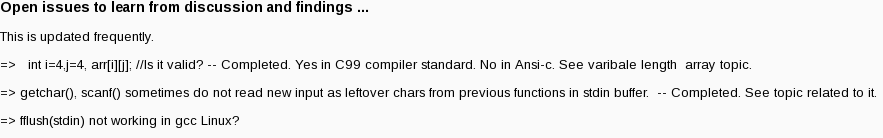 Open issues to learn from discussion and findings ...
This is updated frequently.
=>   int i=4,j=4, arr[i][j]; //Is it valid? -- Completed. Yes in C99 compiler standard. No in Ansi-c. See varibale length  array topic.
=> getchar(), scanf() sometimes do not read new input as leftover chars from previous functions in stdin buffer.  -- Completed. See topic related to it.
=> fflush(stdin) not working in gcc Linux?